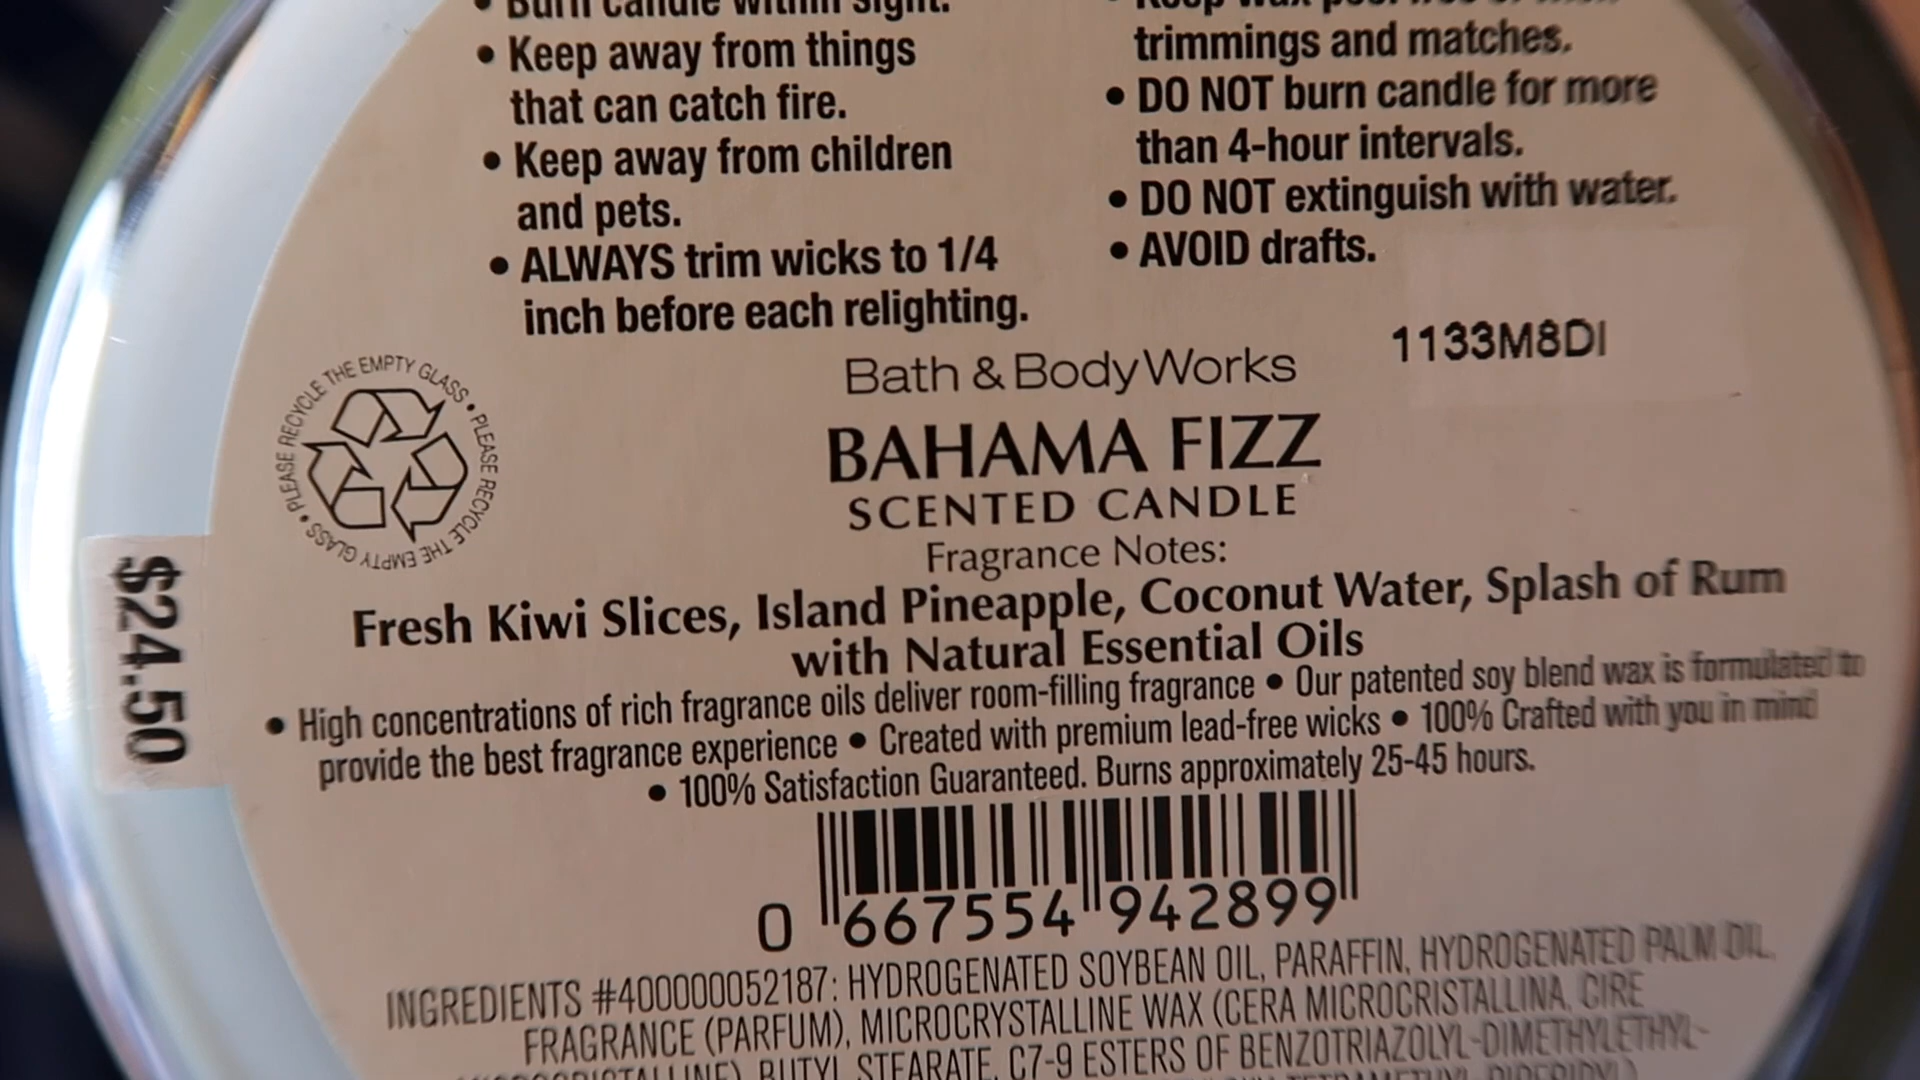 • Burn candle within sight.
• Keep away from things
that can catch fire.
• Keep away from children
and pets.
• ALWAYS trim wicks to 1/4
inch before each relighting.
trimmings and matches.
• DO NOT burn candle for more
than 4-hour intervals.
• DO NOT extinguish with water.
• AVOID drafts.
1133M8DI
PLEASE RECYCLE THE EMPTY GLASS • PLEASE RECYCLE THE EMPTY GLASS •
Bath & Body Works
BAHAMA FIZZ
SCENTED CANDLE
Fragrance Notes:
Fresh Kiwi Slices, Island Pineapple, Coconut Water, Splash of Rum
with Natural Essential Oils
• High concentrations of rich fragrance oils deliver room-filling fragrance • Our patented soy blend wax is formulated to
provide the best fragrance experience • Created with premium lead-free wicks • 100% Crafted with you in mind
• 100% Satisfaction Guaranteed. Burns approximately 25-45 hours.
$24.50
0 667554 942899
INGREDIENTS #400000052187: HYDROGENATED SOYBEAN OIL, PARAFFIN, HYDROGENATED PALM OIL,
FRAGRANCE (PARFUM), MICROCRYSTALLINE WAX (CERA MICROCRISTALLINA, CIRE
BUTYL STEARATE, C7-9 ESTERS OF BENZOTRIAZOLYL-DIMETHYLETHYL-